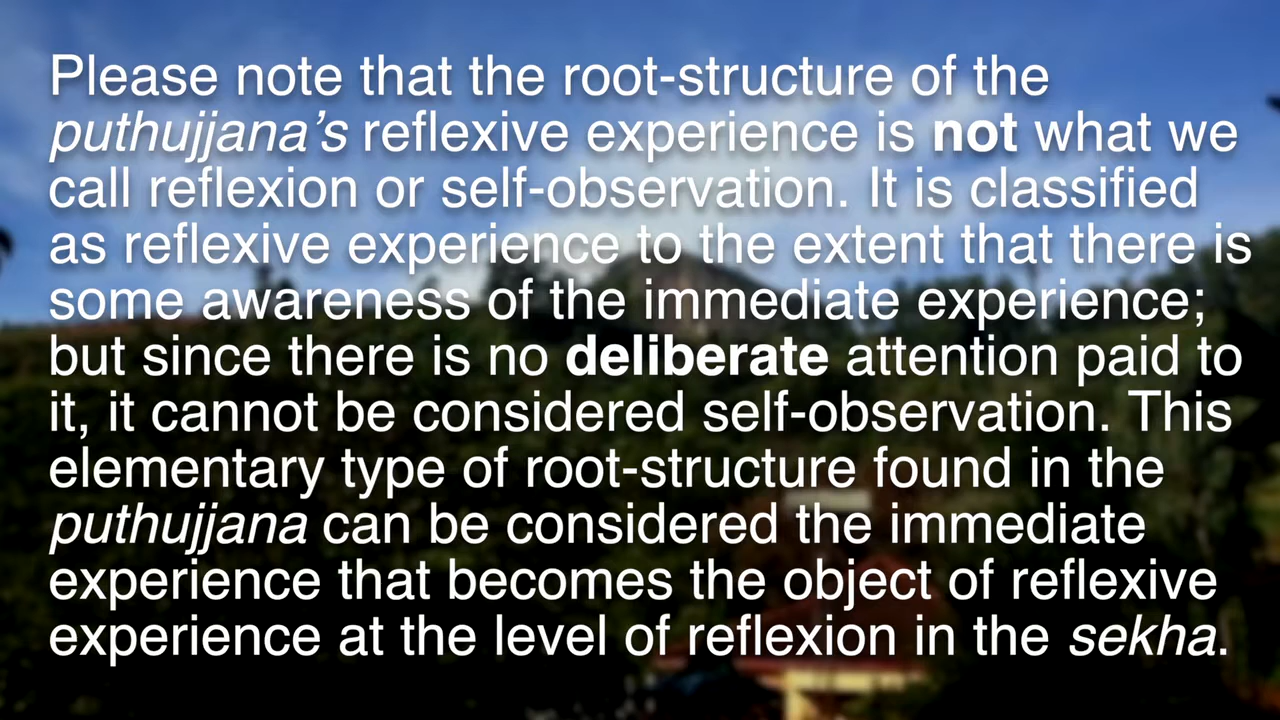 Please note that the root-structure of the
puthujjana’s reflexive experience is not what we
call reflexion or self-observation. It is classified
as reflexive experience to the extent that there is
some awareness of the immediate experience;
but since there is no deliberate attention paid to
it, it cannot be considered self-observation. This
elementary type of root-structure found in the
puthujjana can be considered the immediate
experience that becomes the object of reflexive
experience at the level of reflexion in the sekha.